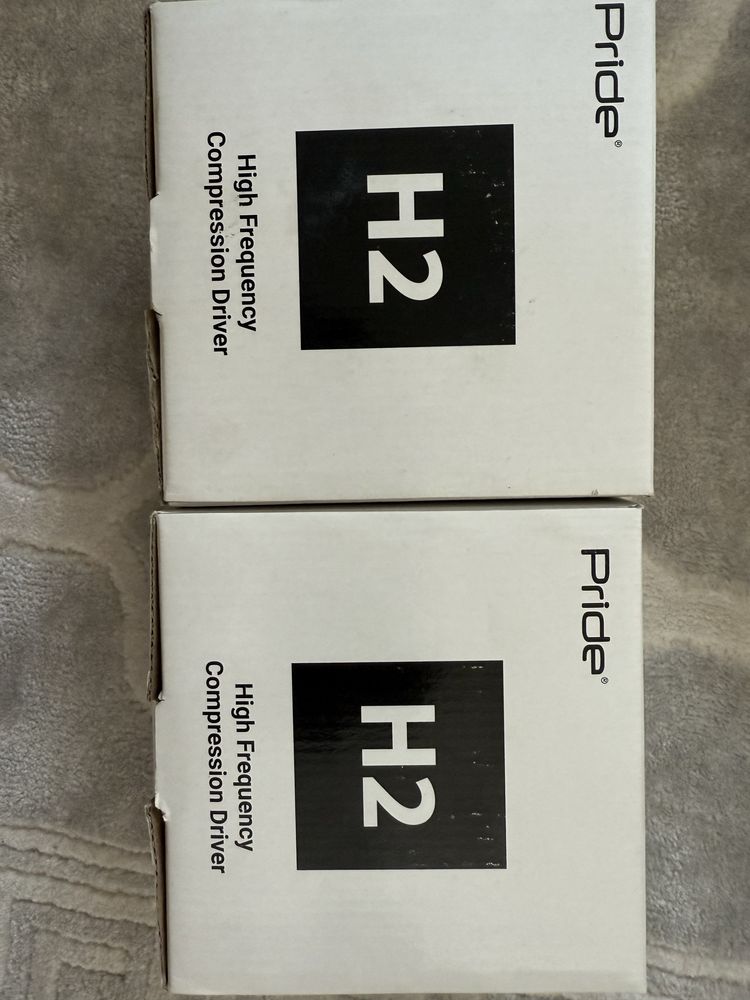 Pride®
H2
High Frequency
Compression Driver
Pride®
H2
High Frequency
Compression Driver